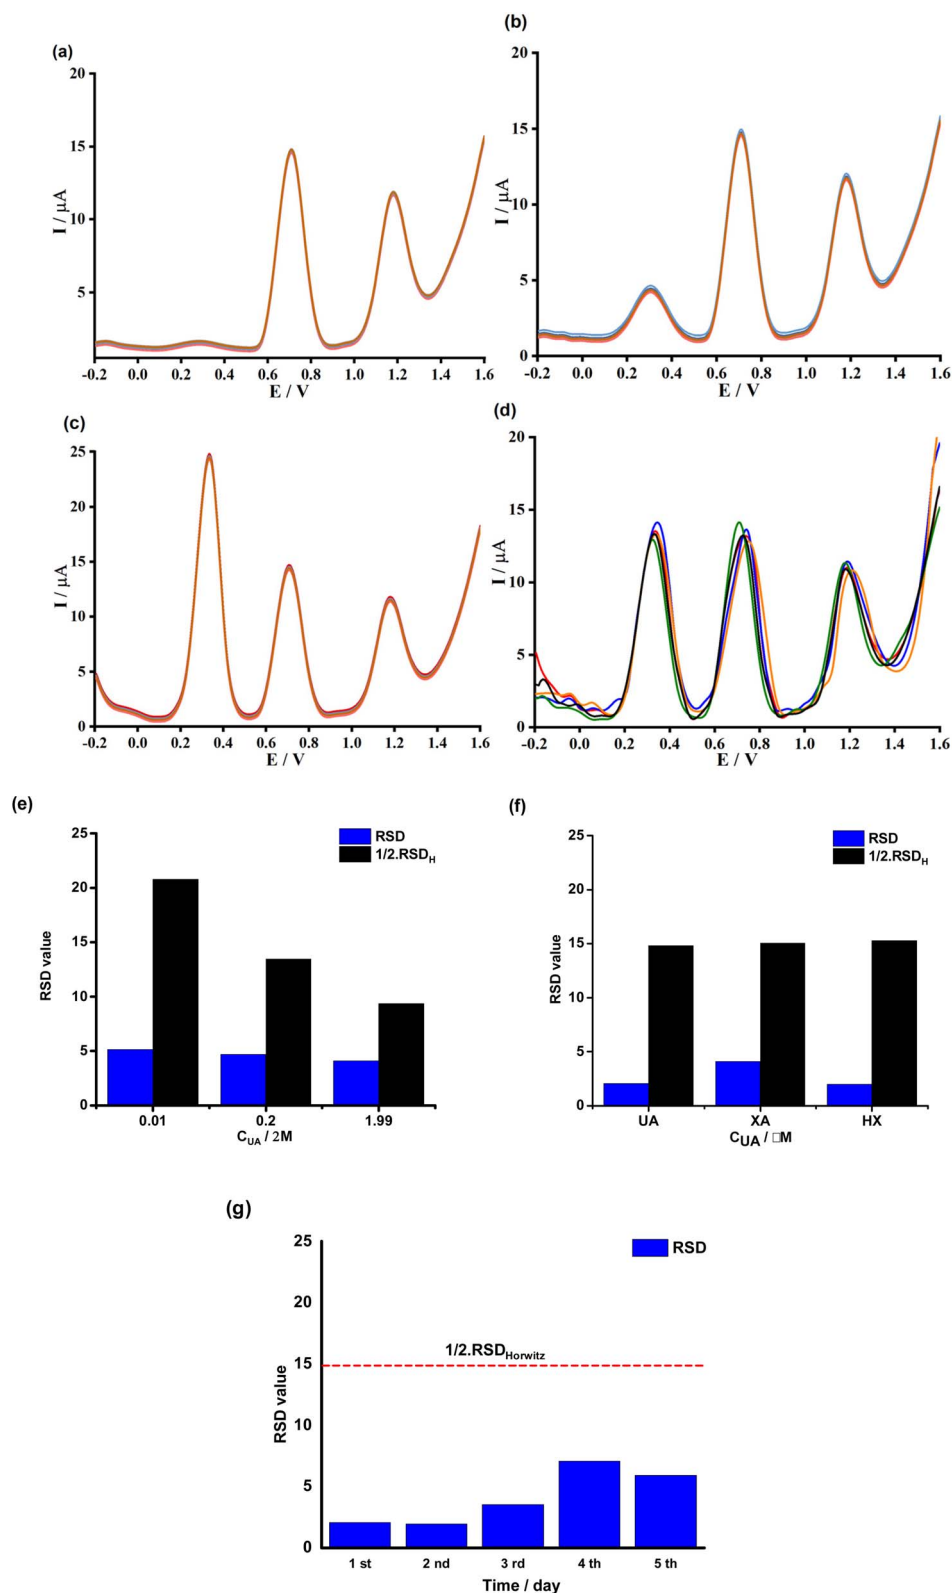 (a)
20
15
10
5
I / μA
-0.2 0.0 0.2 0.4 0.6 0.8 1.0 1.2 1.4 1.6
E / V
(b)
20
15
10
5
0
I / μA
-0.2 0.0 0.2 0.4 0.6 0.8 1.0 1.2 1.4 1.6
E / V
(c)
25
20
15
10
5
0
I / μA
-0.2 0.0 0.2 0.4 0.6 0.8 1.0 1.2 1.4 1.6
E / V
(d)
20
15
10
5
0
I / μA
-0.2 0.0 0.2 0.4 0.6 0.8 1.0 1.2 1.4 1.6
E / V
(e)
RSD
1/2.RSD_H
25
20
15
10
5
0
RSD value
0.01 0.2 1.99
C_UA / 2M
(f)
RSD
1/2.RSD_H
25
20
15
10
5
0
RSD value
UA XA HX
C_UA / □M
(g)
RSD
25
20
15
10
5
0
RSD value
1/2.RSD_Horwitz
1 st 2 nd 3 rd 4 th 5 th
Time / day